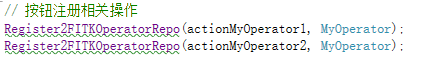 // 按钮注册相关操作
Register2FITKOperatorRepo(actionMyOperator1, MyOperator);
Register2FITKOperatorRepo(actionMyOperator2, MyOperator);